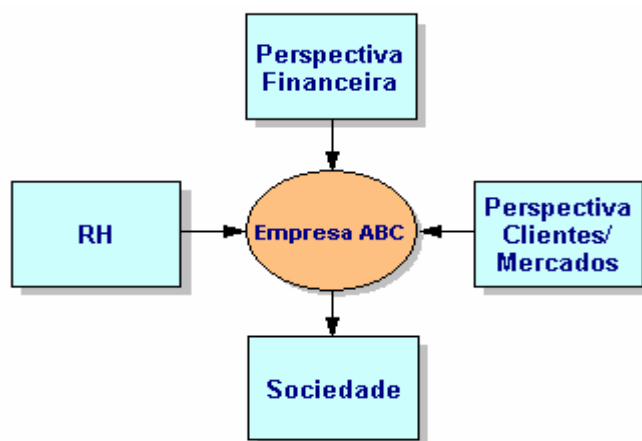 Perspectiva
Financeira
RH
Empresa ABC
Perspectiva
Clientes/
Mercados
Sociedade